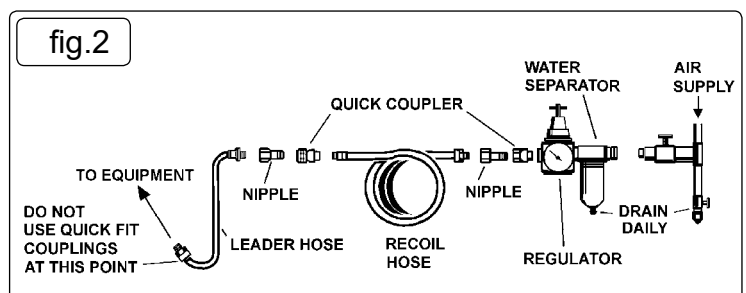 fig.2
WATER
SEPARATOR
AIR
SUPPLY
QUICK COUPLER
TO EQUIPMENT
NIPPLE
NIPPLE
DO NOT
USE QUICK FIT
COUPLINGS
AT THIS POINT
LEADER HOSE
RECOIL
HOSE
REGULATOR
DRAIN
DAILY